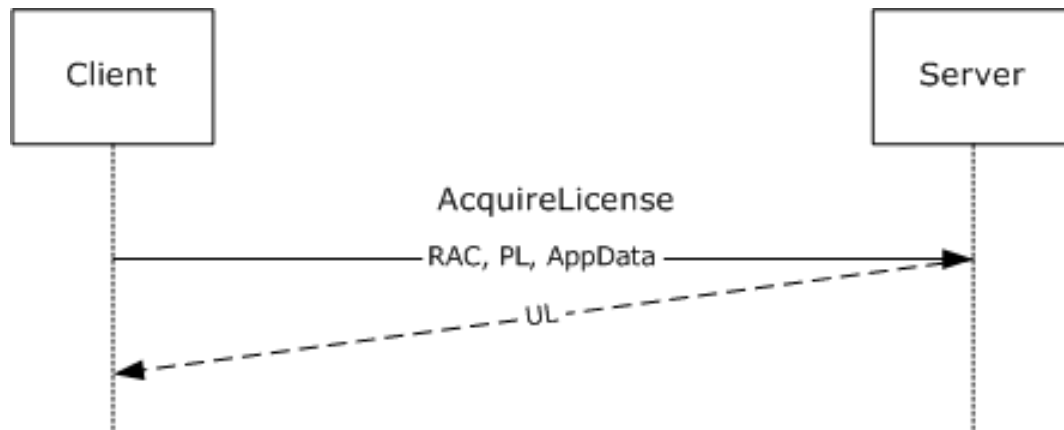 Client
Server
AcquireLicense
RAC, PL, AppData
UL